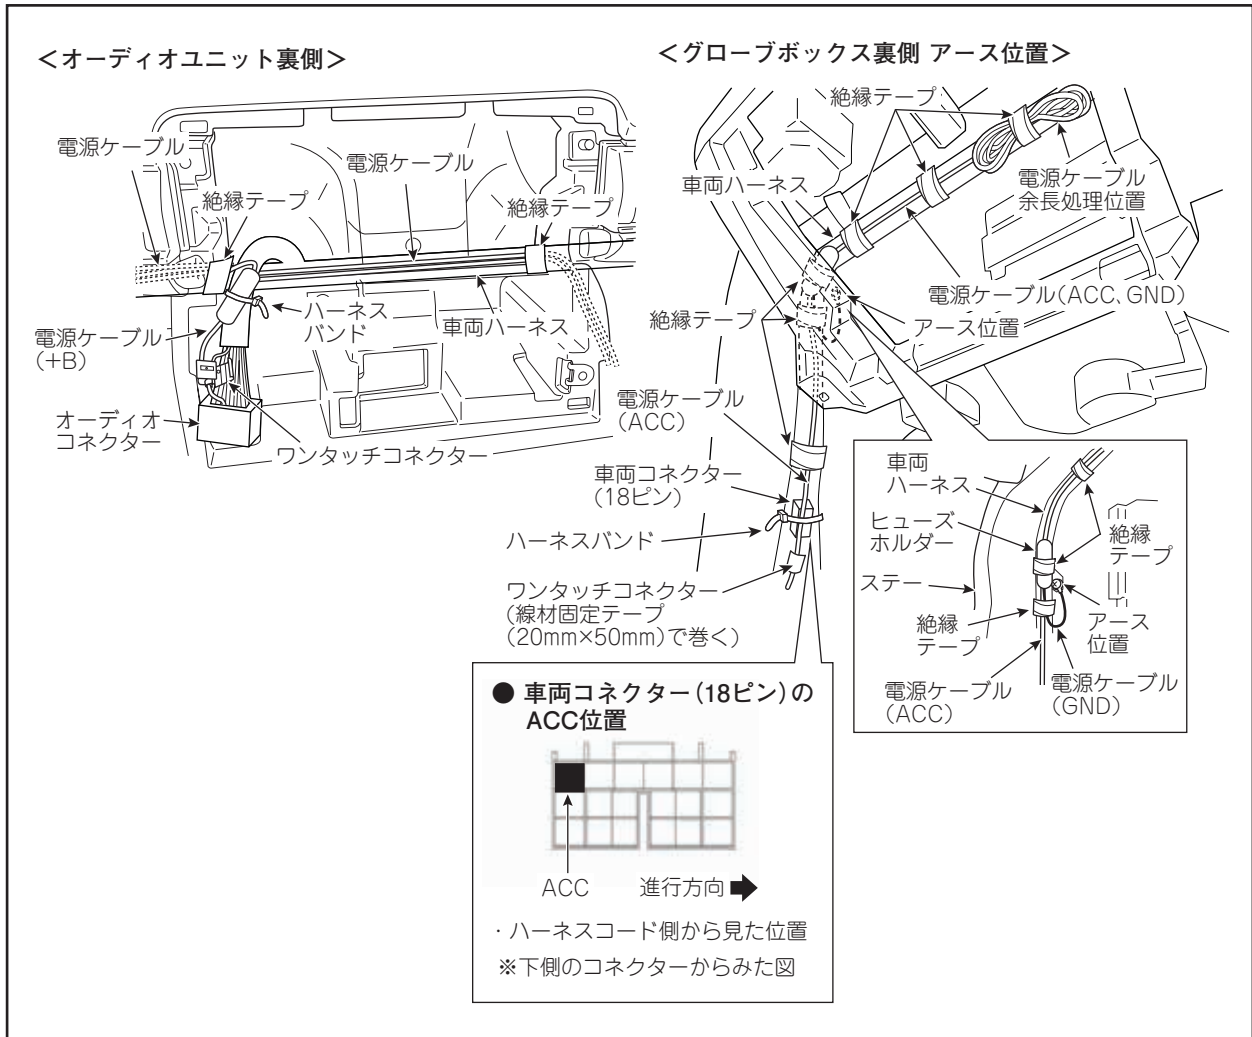 ＜オーディオユニット裏側＞
電源ケーブル
電源ケーブル
絶縁テープ
絶縁テープ
ハーネス
バンド
車両ハーネス
電源ケーブル
(+B)
オーディオ
コネクター
ワンタッチコネクター
＜グローブボックス裏側 アース位置＞
絶縁テープ
車両ハーネス
電源ケーブル
余長処理位置
電源ケーブル(ACC、GND)
絶縁テープ
アース位置
電源ケーブル
(ACC)
車両コネクター
(18ピン)
ハーネスバンド
ワンタッチコネクター
(線材固定テープ
(20mm×50mm)で巻く)
車両
ハーネス
ヒューズ
ホルダー
絶縁
テープ
ステー
絶縁
テープ
アース
位置
電源ケーブル
(ACC)
電源ケーブル
(GND)
● 車両コネクター(18ピン)の
ACC位置
ACC
進行方向
・ハーネスコード側から見た位置
※下側のコネクターからみた図